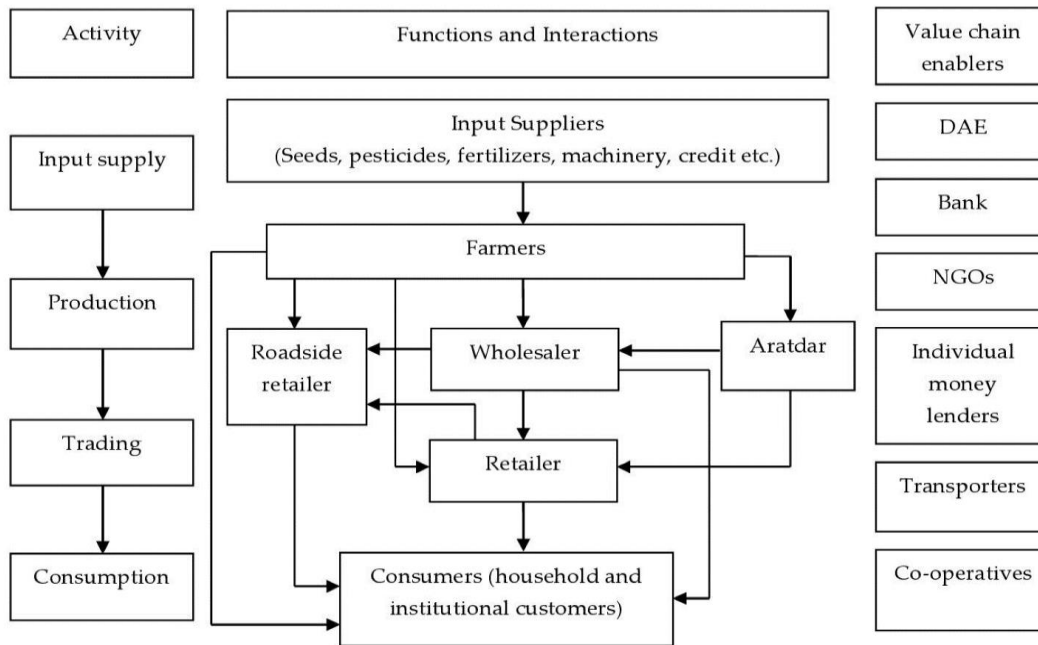 Activity
Functions and Interactions
Value chain
enablers
Input Suppliers
(Seeds, pesticides, fertilizers, machinery, credit etc.)
DAE
Input supply
Bank
Farmers
NGOs
Production
Roadside
retailer
Wholesaler
Aratdar
Individual
money
lenders
Trading
Retailer
Transporters
Consumption
Consumers (household and
institutional customers)
Co-operatives